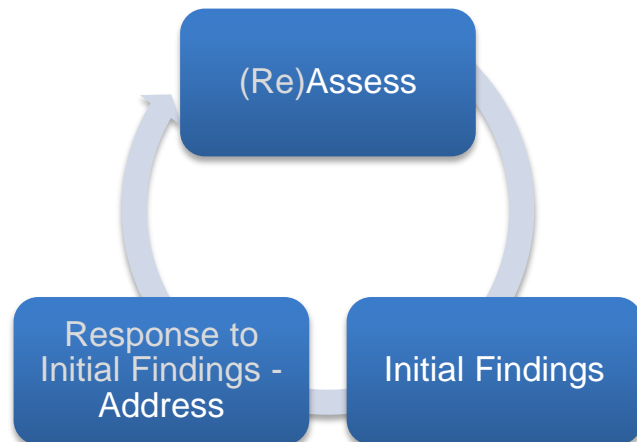 (Re)Assess
Response to
Initial Findings -
Address
Initial Findings